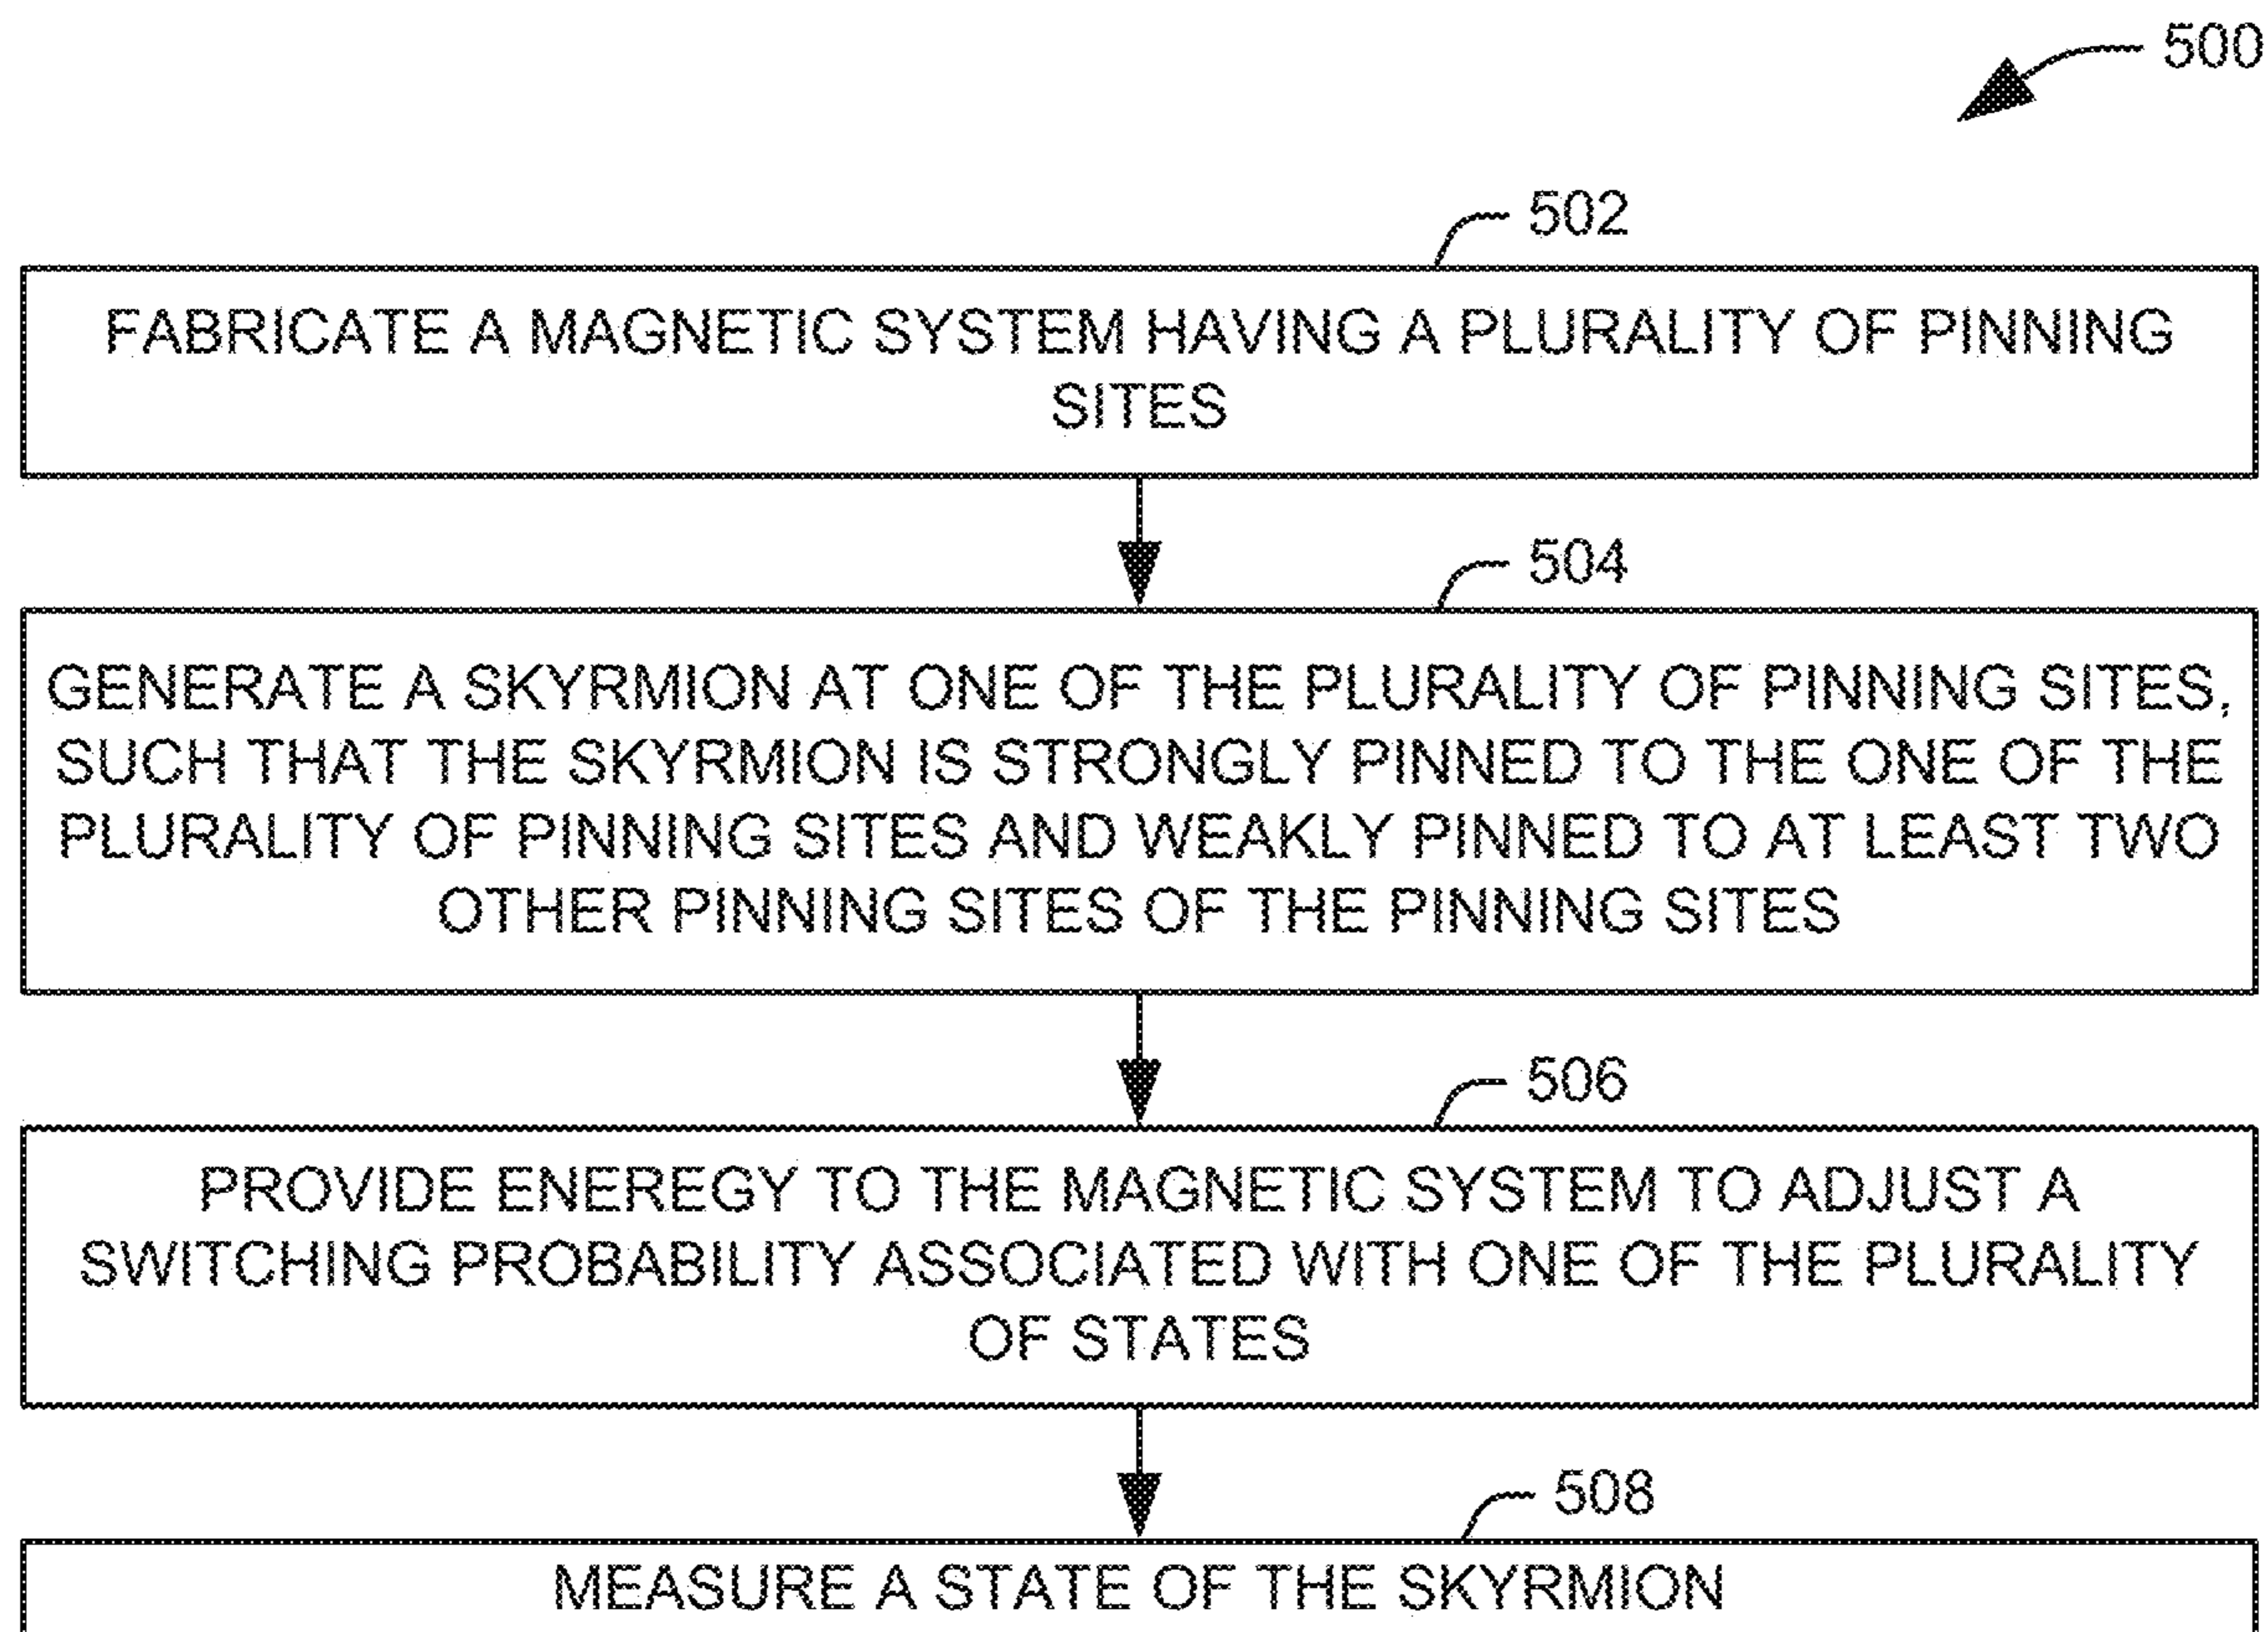 500
502
FABRICATE A MAGNETIC SYSTEM HAVING A PLURALITY OF PINNING
SITES
504
GENERATE A SKYRMION AT ONE OF THE PLURALITY OF PINNING SITES,
SUCH THAT THE SKYRMION IS STRONGLY PINNED TO THE ONE OF THE
PLURALITY OF PINNING SITES AND WEAKLY PINNED TO AT LEAST TWO
OTHER PINNING SITES OF THE PINNING SITES
506
PROVIDE ENEREGY TO THE MAGNETIC SYSTEM TO ADJUST A
SWITCHING PROBABILITY ASSOCIATED WITH ONE OF THE PLURALITY
OF STATES
508
MEASURE A STATE OF THE SKYRMION